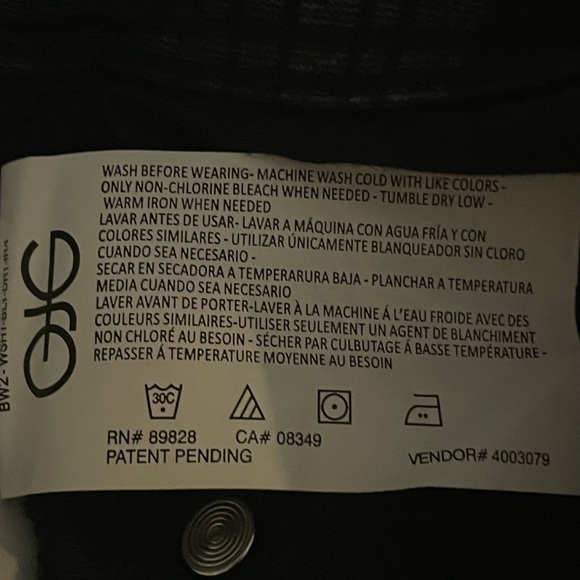 WASH BEFORE WEARING- MACHINE WASH COLD WITH LIKE COLORS -
ONLY NON-CHLORINE BLEACH WHEN NEEDED - TUMBLE DRY LOW -
WARM IRON WHEN NEEDED
LAVAR ANTES DE USAR- LAVAR A MÁQUINA CON AGUA FRÍA Y CON
COLORES SIMILARES - UTILIZAR ÚNICAMENTE BLANQUEADOR SIN CLORO
CUANDO SEA NECESARIO -
SECAR EN SECADORA A TEMPERARURA BAJA - PLANCHAR A TEMPERATURA
MEDIA CUANDO SEA NECESARIO
LAVER AVANT DE PORTER-LAVER À LA MACHINE Á L'EAU FROIDE AVEC DES
COULEURS SIMILAIRES-UTILISER SEULEMENT UN AGENT DE BLANCHIMENT
NON CHLORÉ AU BESOIN - SÉCHER PAR CULBUTAGE Á BASSE TEMPÉRATURE -
REPASSER Á TEMPERATURE MOYENNE AU BESOIN
30C
RN# 89828 CA# 08349
PATENT PENDING
VENDOR# 4003079